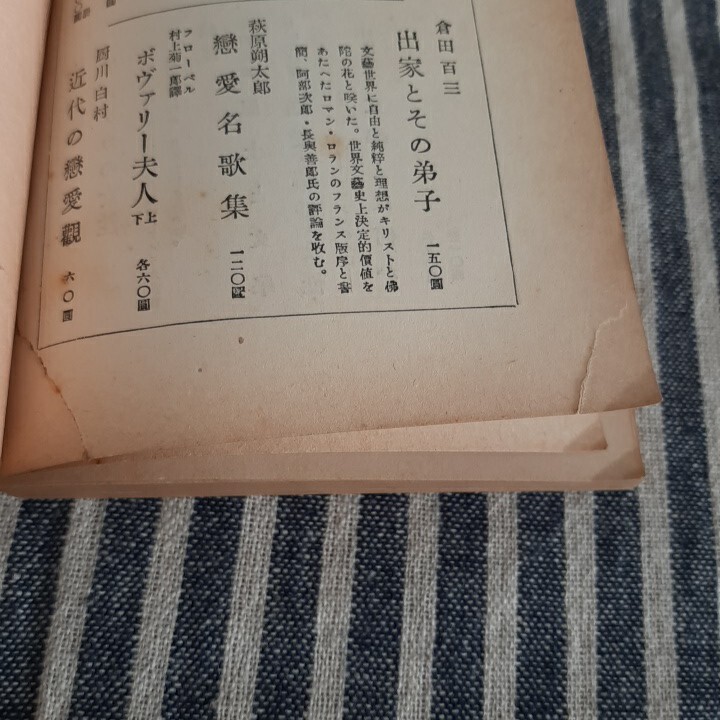 倉田百三
出家とその弟子 一五〇圓
文藝世界に自由と純粹と理想がキリストと佛
陀の花と咲いた。世界文藝史上決定的價値を
あたへたロマン・ロランのフランス版序と書
簡、阿部次郎・長與善郎氏の評論を收む。
萩原朔太郎
戀愛名歌集 一二〇圓
フローベル
村上菊一郎譯
ボヴァリー夫人 上下 各六〇圓
厨川白村
近代の戀愛觀 六〇圓